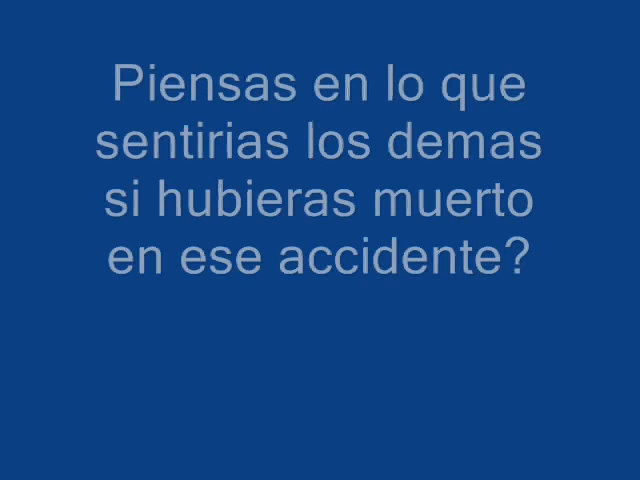 Piensas en lo que
sentirias los demas
si hubieras muerto
en ese accidente?